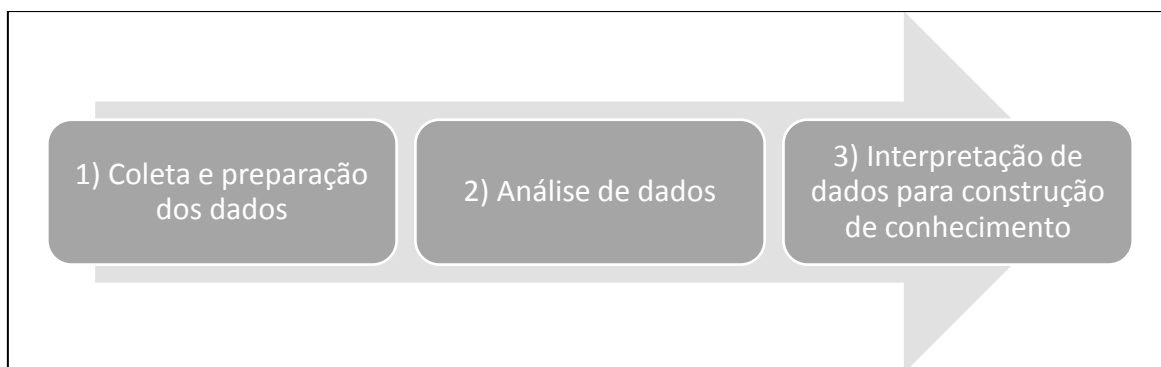 1) Coleta e preparação
dos dados
2) Análise de dados
3) Interpretação de
dados para construção
de conhecimento